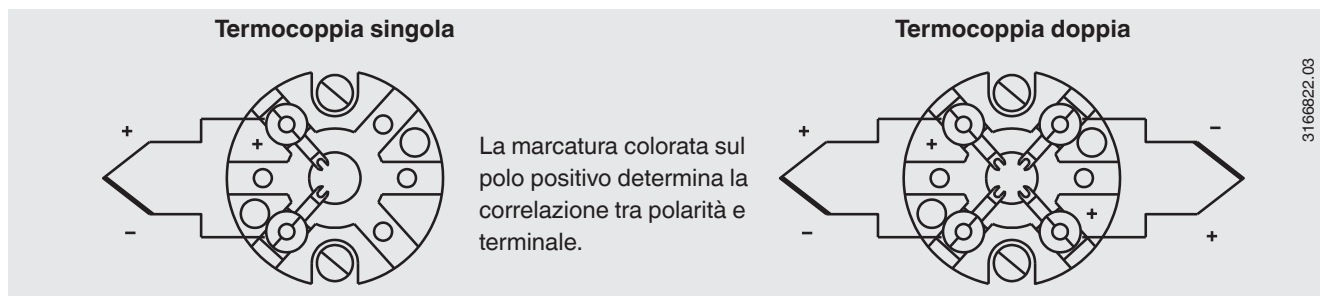 Termocoppia singola
Termocoppia doppia
+
+
-
La marcatura colorata sul
polo positivo determina la
correlazione tra polarità e
terminale.
+
+
-
-
+
+
3166822.03